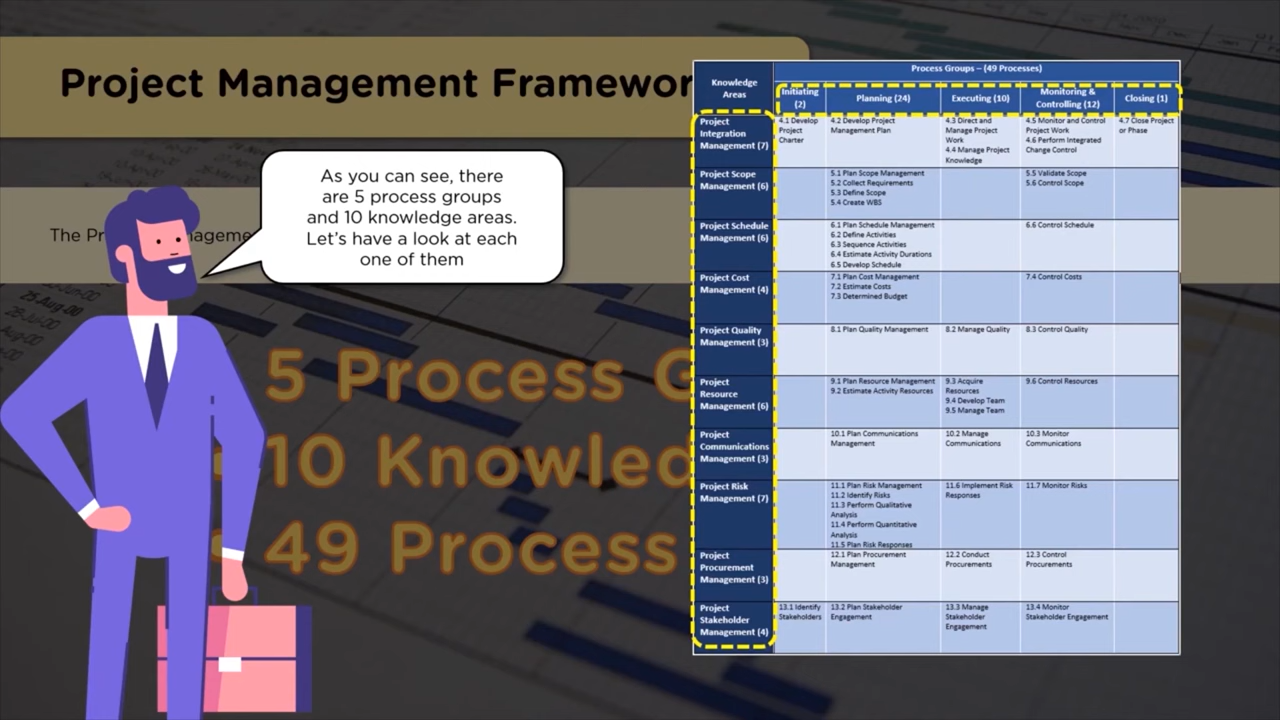 Project Management Framewor
As you can see, there
are 5 process groups
and 10 knowledge areas.
Let's have a look at each
one of them
The Pr
nageme
25-Aug-00
5 Process G
10 Knowled
49 Process
Knowledge
Areas
Process Groups – (49 Processes)
Initiating
(2)
Planning (24)
Executing (10)
Monitoring &
Controlling (12)
Closing (1)
Project
Integration
Management (7)
4.1 Develop
Project
Charter
4.2 Develop Project
Management Plan
4.3 Direct and
Manage Project
Work
4.4 Manage Project
Knowledge
4.5 Monitor and Control
Project Work
4.6 Perform Integrated
Change Control
4.7 Close Project
or Phase
Project Scope
Management (6)
5.1 Plan Scope Management
5.2 Collect Requirements
5.3 Define Scope
5.4 Create WBS
5.5 Validate Scope
5.6 Control Scope
Project Schedule
Management (6)
6.1 Plan Schedule Management
6.2 Define Activities
6.3 Sequence Activities
6.4 Estimate Activity Durations
6.5 Develop Schedule
6.6 Control Schedule
Project Cost
Management (4)
7.1 Plan Cost Management
7.2 Estimate Costs
7.3 Determined Budget
7.4 Control Costs
Project Quality
Management (3)
8.1 Plan Quality Management
8.2 Manage Quality
8.3 Control Quality
Project
Resource
Management (6)
9.1 Plan Resource Management
9.2 Estimate Activity Resources
9.3 Acquire
Resources
9.4 Develop Team
9.5 Manage Team
9.6 Control Resources
Project
Communications
Management (3)
10.1 Plan Communications
Management
10.2 Manage
Communications
10.3 Monitor
Communications
Project Risk
Management (7)
11.1 Plan Risk Management
11.2 Identify Risks
11.3 Perform Qualitative
Analysis
11.4 Perform Quantitative
Analysis
11.5 Plan Risk Responses
11.6 Implement Risk
Responses
11.7 Monitor Risks
Project
Procurement
Management (3)
12.1 Plan Procurement
Management
12.2 Conduct
Procurements
12.3 Control
Procurements
Project
Stakeholder
Management (4)
13.1 Identify
Stakeholders
13.2 Plan Stakeholder
Engagement
13.3 Manage
Stakeholder
Engagement
13.4 Monitor
Stakeholder Engagement